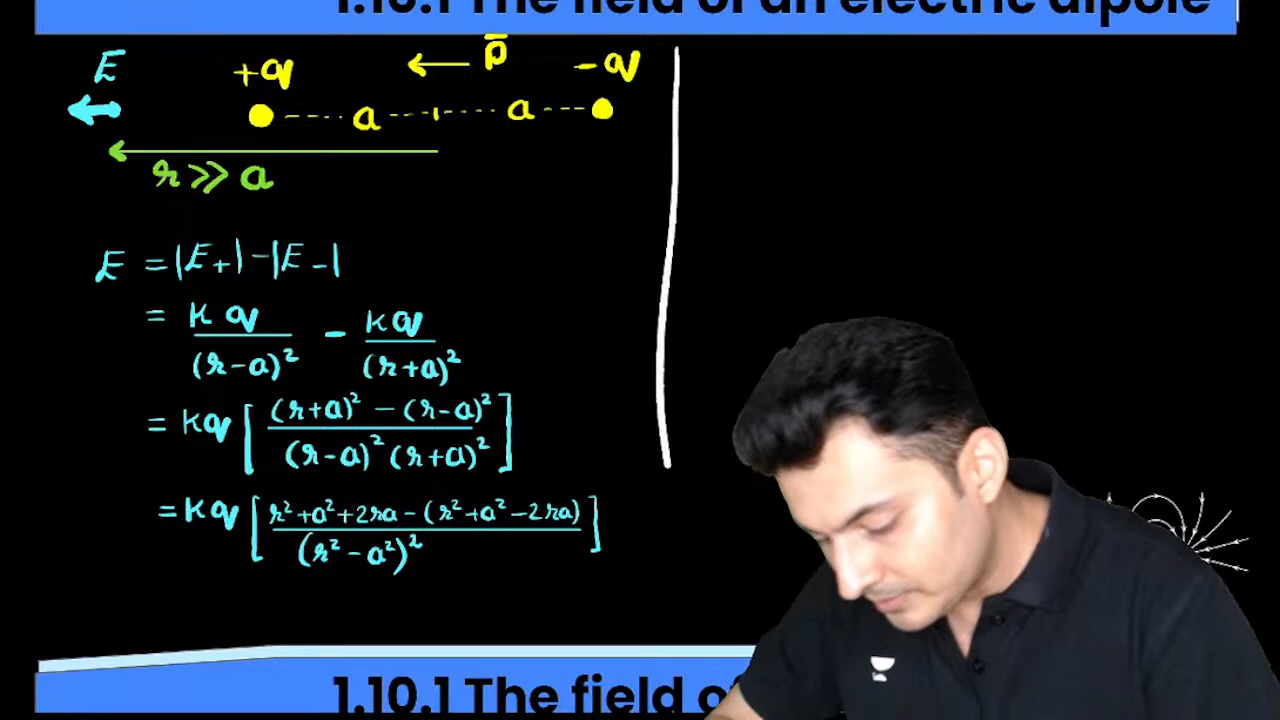 1.10.1 The field of an electric dipole
E +q ← p̄ -q
a a
r >> a
E = |E+| - |E-|
= kq/(r-a)² - kq/(r+a)²
= kq [ (r+a)² - (r-a)² / (r-a)² (r+a)² ]
= kq [ r² + a² + 2ra - (r² + a² - 2ra) / (r² - a²)² ]
1.10.1 The field of